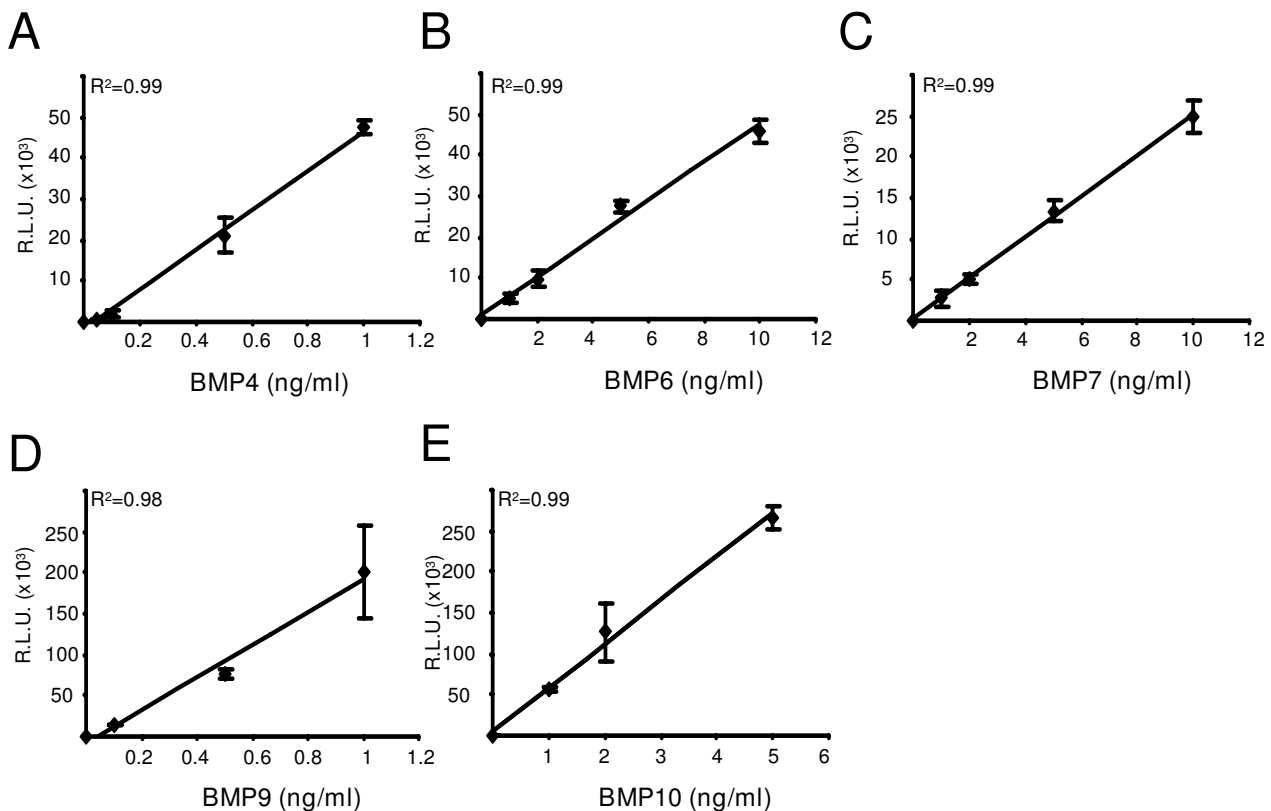 A
R²=0.99
R.L.U. (x10³)
50
40
30
20
10
0.2 0.4 0.6 0.8 1 1.2
BMP4 (ng/ml)
B
R²=0.99
R.L.U. (x10³)
50
40
30
20
10
2 4 6 8 10 12
BMP6 (ng/ml)
C
R²=0.99
R.L.U. (x10³)
25
20
15
10
5
2 4 6 8 10 12
BMP7 (ng/ml)
D
R²=0.98
R.L.U. (x10³)
250
200
150
100
50
0.2 0.4 0.6 0.8 1 1.2
BMP9 (ng/ml)
E
R²=0.99
R.L.U. (x10³)
250
200
150
100
50
1 2 3 4 5 6
BMP10 (ng/ml)